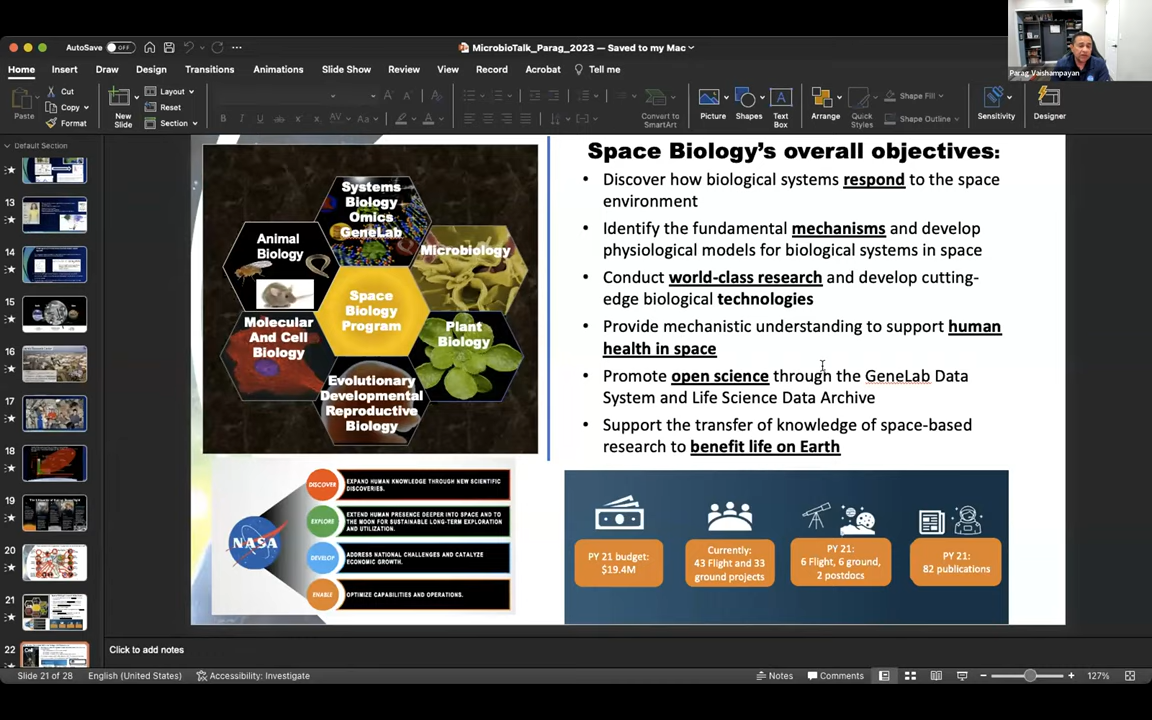 AutoSave OFF
MicrobioTalk_Parag_2023 — Saved to my Mac
Parag Vaishampayan
Home Insert Draw Design Transitions Animations Slide Show Review View Record Acrobat Tell me
Paste
Cut
Copy
Format
New
Slide
Layout
Reset
Section
Convert to
SmartArt
Picture
Shapes
Text
Box
Arrange
Quick
Styles
Shape Fill
Shape Outline
Sensitivity
Designer
Default Section
13
14
15
16
17
18
19
20
21
22
Systems
Biology
Omics
GeneLab
Animal
Biology
Microbiology
Space
Biology
Program
Molecular
And Cell
Biology
Plant
Biology
Evolutionary
Developmental
Reproductive
Biology
Space Biology's overall objectives:
• Discover how biological systems respond to the space
environment
• Identify the fundamental mechanisms and develop
physiological models for biological systems in space
• Conduct world-class research and develop cutting-
edge biological technologies
• Provide mechanistic understanding to support human
health in space
• Promote open science through the GeneLab Data
System and Life Science Data Archive
• Support the transfer of knowledge of space-based
research to benefit life on Earth
NASA
DISCOVER
EXPAND HUMAN KNOWLEDGE THROUGH NEW SCIENTIFIC
DISCOVERIES.
EXPLORE
EXTEND HUMAN PRESENCE DEEPER INTO SPACE AND TO
THE MOON FOR SUSTAINABLE LONG-TERM EXPLORATION
AND UTILIZATION.
DEVELOP
ADDRESS NATIONAL CHALLENGES AND CATALYZE
ECONOMIC GROWTH.
ENABLE
OPTIMIZE CAPABILITIES AND OPERATIONS.
PY 21 budget:
$19.4M
Currently:
43 Flight and 33
ground projects
PY 21:
6 Flight, 6 ground,
2 postdocs
PY 21:
82 publications
Click to add notes
Slide 21 of 28 English (United States) Accessibility: Investigate Notes Comments 127%